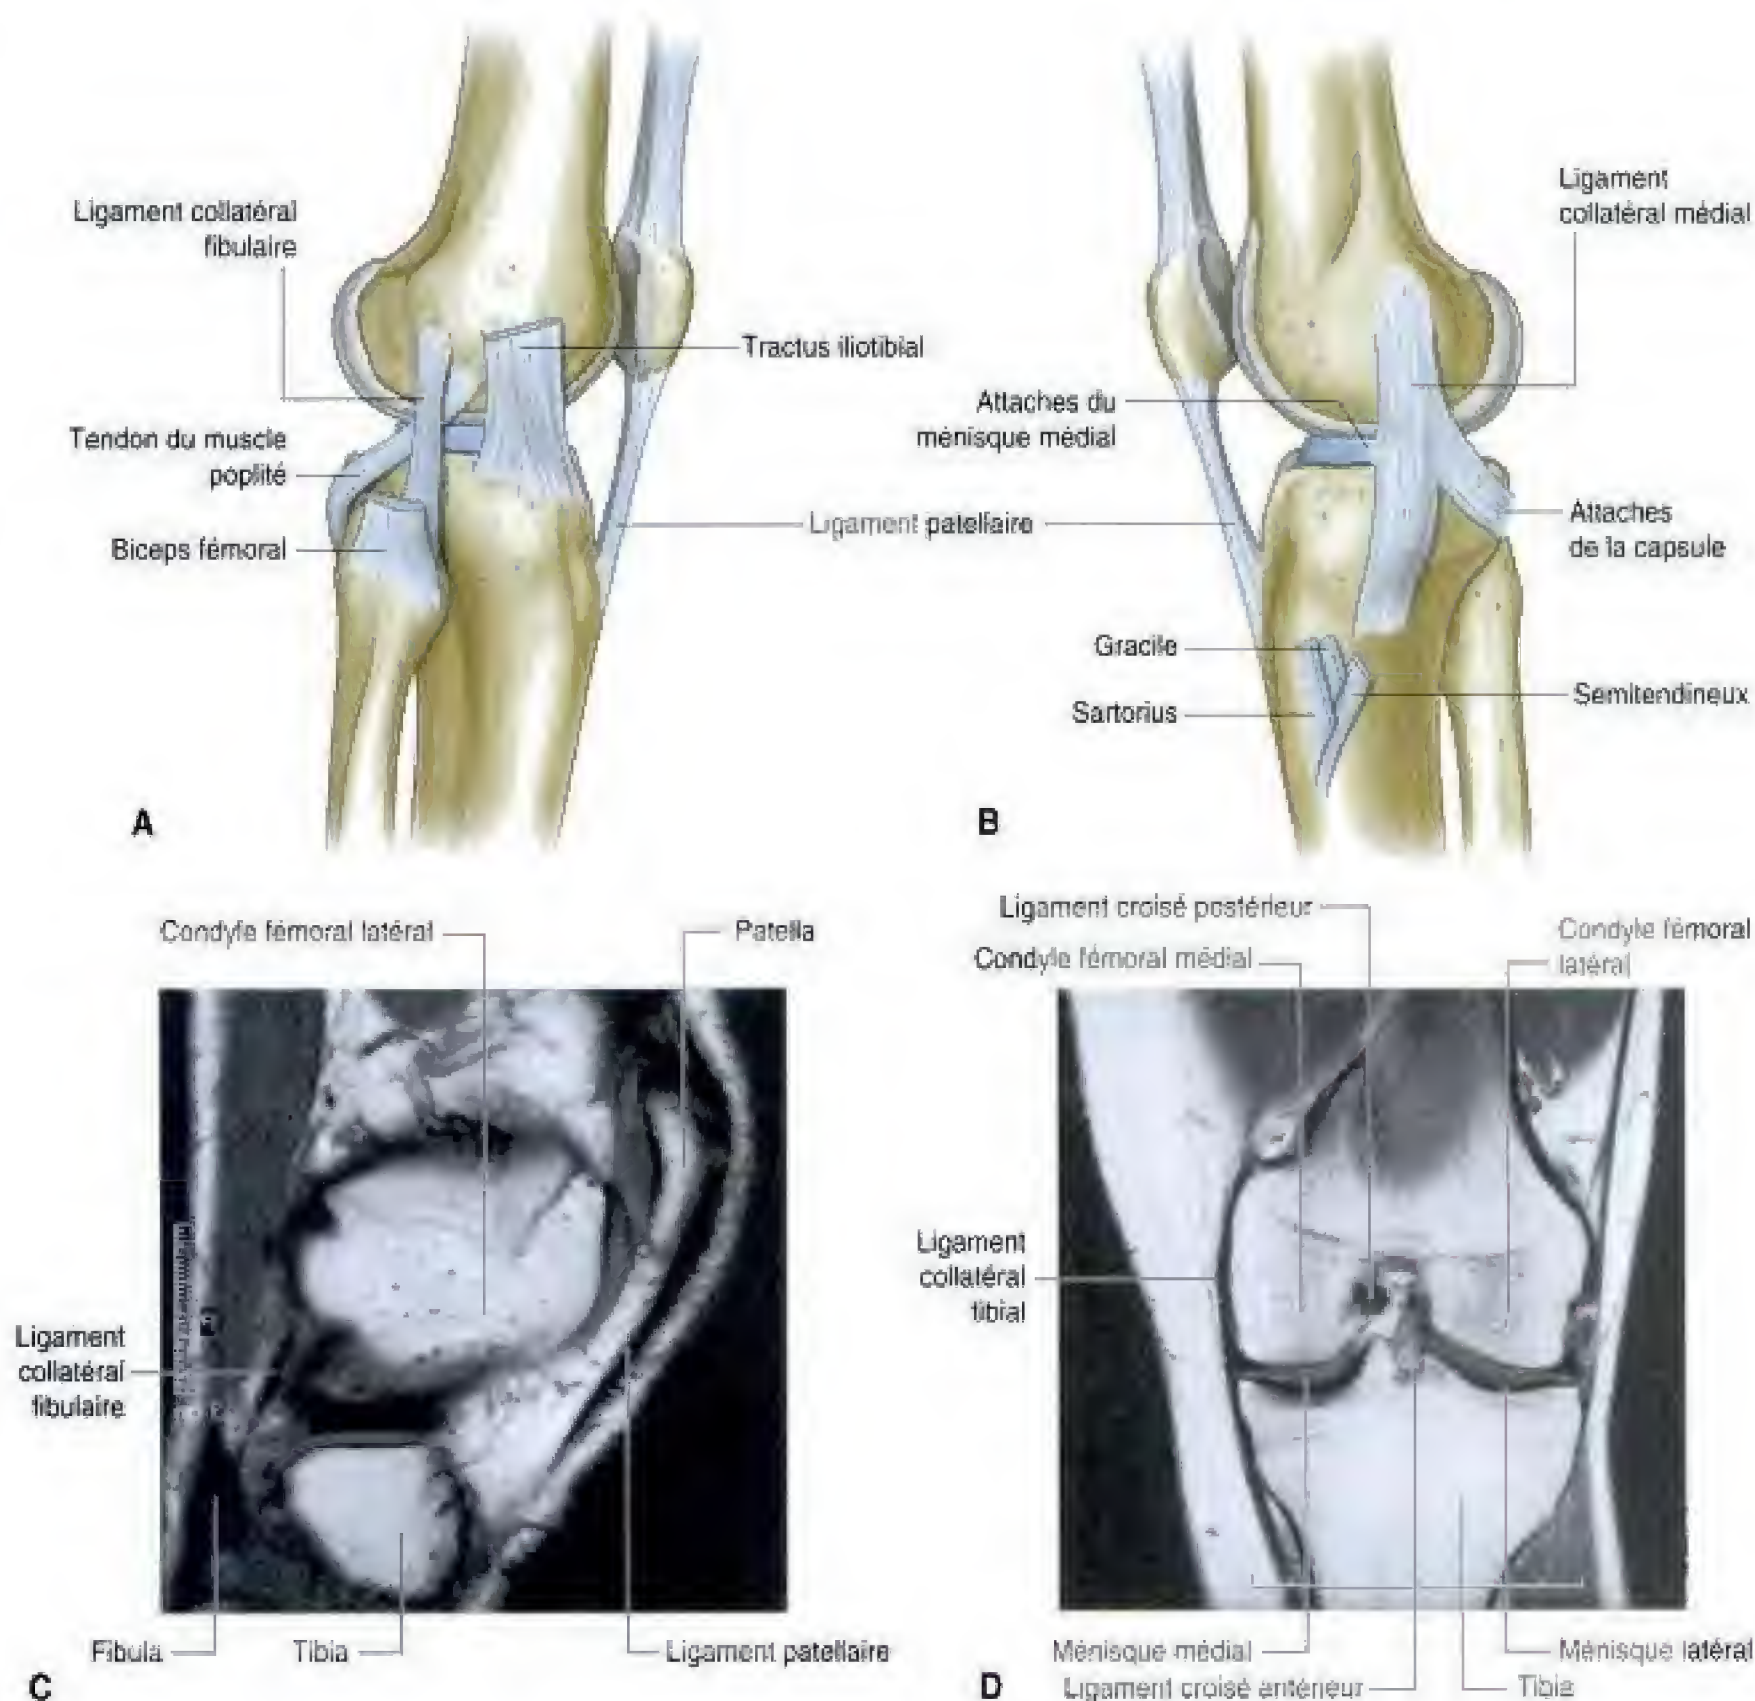 Ligament collatéral
fibulaire
Tendon du muscle
poplité
Biceps fémoral
Tractus iliotibial
Ligament patellaire
A
Ligament
collatéral médial
Attaches du
ménisque médial
Attaches
de la capsule
Gracile
Sartorius
Semitendineux
B
Condyle fémoral latéral
Patella
Ligament
collatéral
fibulaire
Fibula
Tibia
Ligament patellaire
C
Ligament croisé postérieur
Condyle fémoral médial
Condyle fémoral
latéral
Ligament
collatéral
tibial
Ménisque médial
Ligament croisé antérieur
Ménisque latéral
Tibia
D